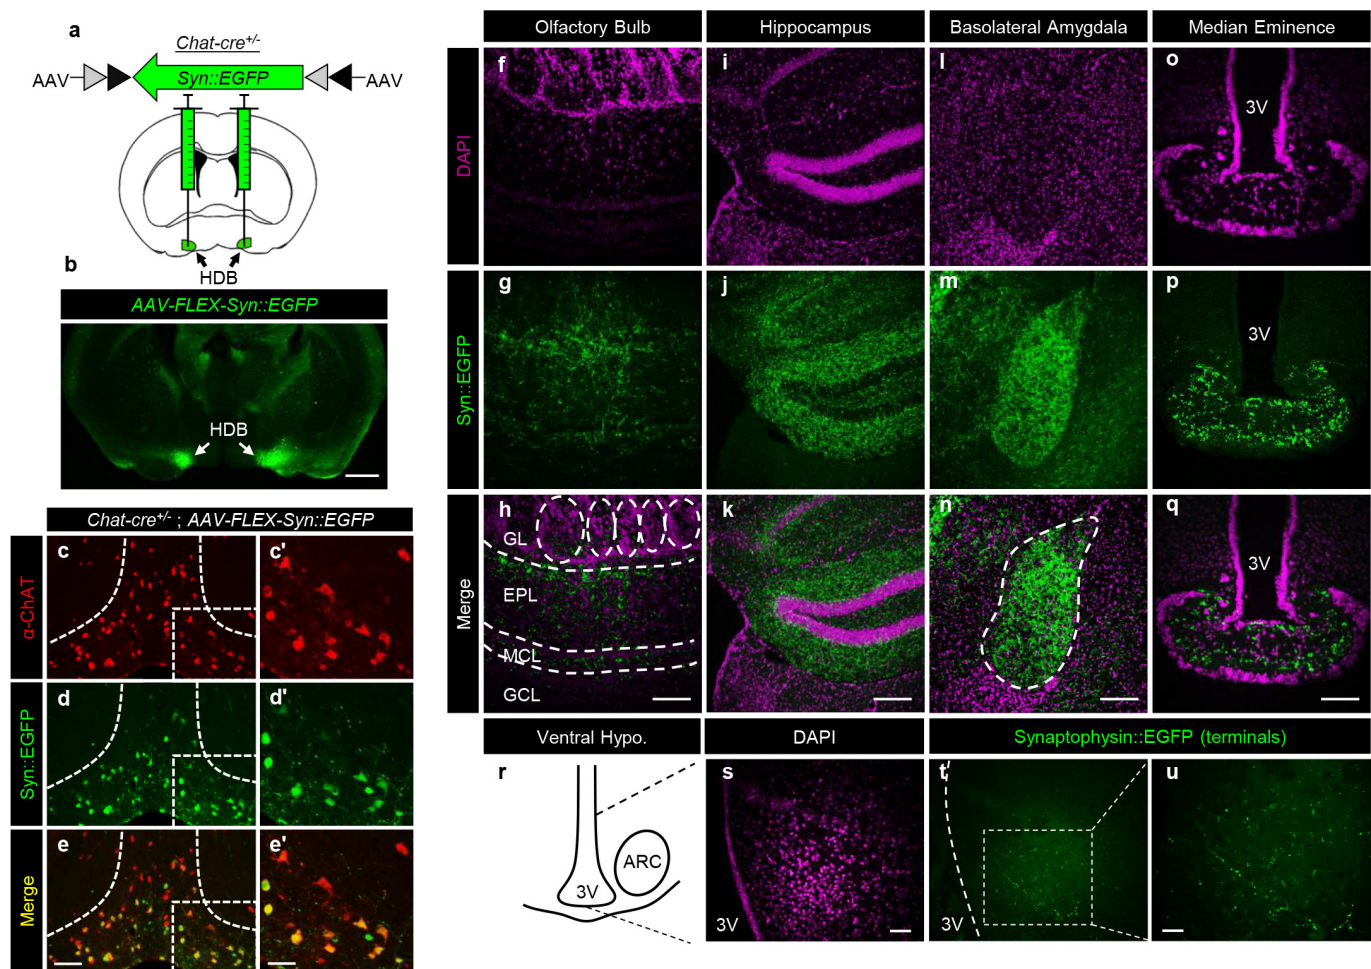 a
Chat-cre+/-
AAV
Syn::EGFP
AAV
HDB
b
AAV-FLEX-Syn::EGFP
HDB
Chat-cre+/- ; AAV-FLEX-Syn::EGFP
α-ChAT
c
c'
Syn::EGFP
d
d'
Merge
e
e'
Olfactory Bulb
Hippocampus
Basolateral Amygdala
Median Eminence
DAPI
f
i
l
o
3V
Syn::EGFP
g
j
m
p
3V
Merge
h
GL
EPL
MCL
GCL
k
n
q
3V
Ventral Hypo.
DAPI
Synaptophysin::EGFP (terminals)
r
ARC
3V
s
3V
t
3V
u